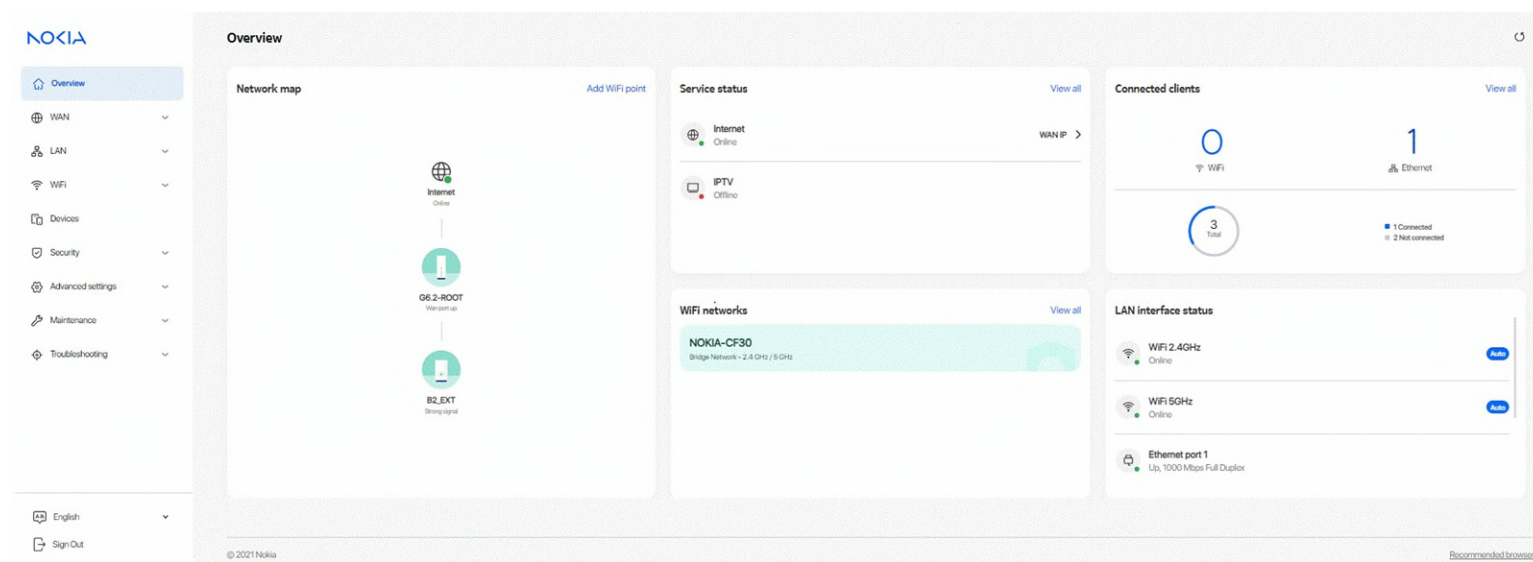 NOKIA
Overview
WAN
LAN
WiFi
Devices
Security
Advanced settings
Maintenance
Troubleshooting
English
Sign Out
Overview
Network map
Add WiFi point
Internet
Online
G6.2-ROOT
Wan port up
B2_EXT
Strong signal
Service status
View all
Internet
Online
WAN IP
IPTV
Offline
WiFi networks
View all
NOKIA-CF30
Bridge Network - 2.4 GHz / 5 GHz
Connected clients
View all
0
WiFi
1
Ethernet
3
Total
1 Connected
2 Not connected
LAN interface status
WiFi 2.4GHz
Online
Auto
WiFi 5GHz
Online
Auto
Ethernet port 1
Up, 1000 Mbps Full Duplex
© 2021 Nokia
Recommended browser